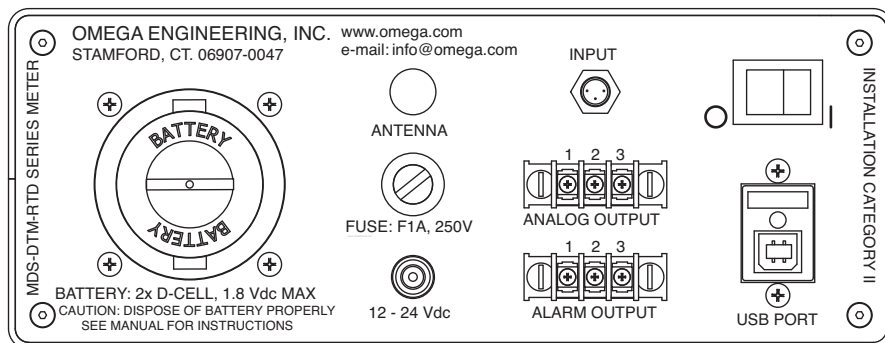 OMEGA ENGINEERING, INC.
STAMFORD, CT. 06907-0047
www.omega.com
e-mail: info@omega.com
MDS-DTM-RTD SERIES METER
BATTERY
BATTERY
BATTERY: 2x D-CELL, 1.8 Vdc MAX
CAUTION: DISPOSE OF BATTERY PROPERLY
SEE MANUAL FOR INSTRUCTIONS
ANTENNA
FUSE: F1A, 250V
12 - 24 Vdc
INPUT
1 2 3
ANALOG OUTPUT
1 2 3
ALARM OUTPUT
O
I
USB PORT
INSTALLATION CATEGORY II